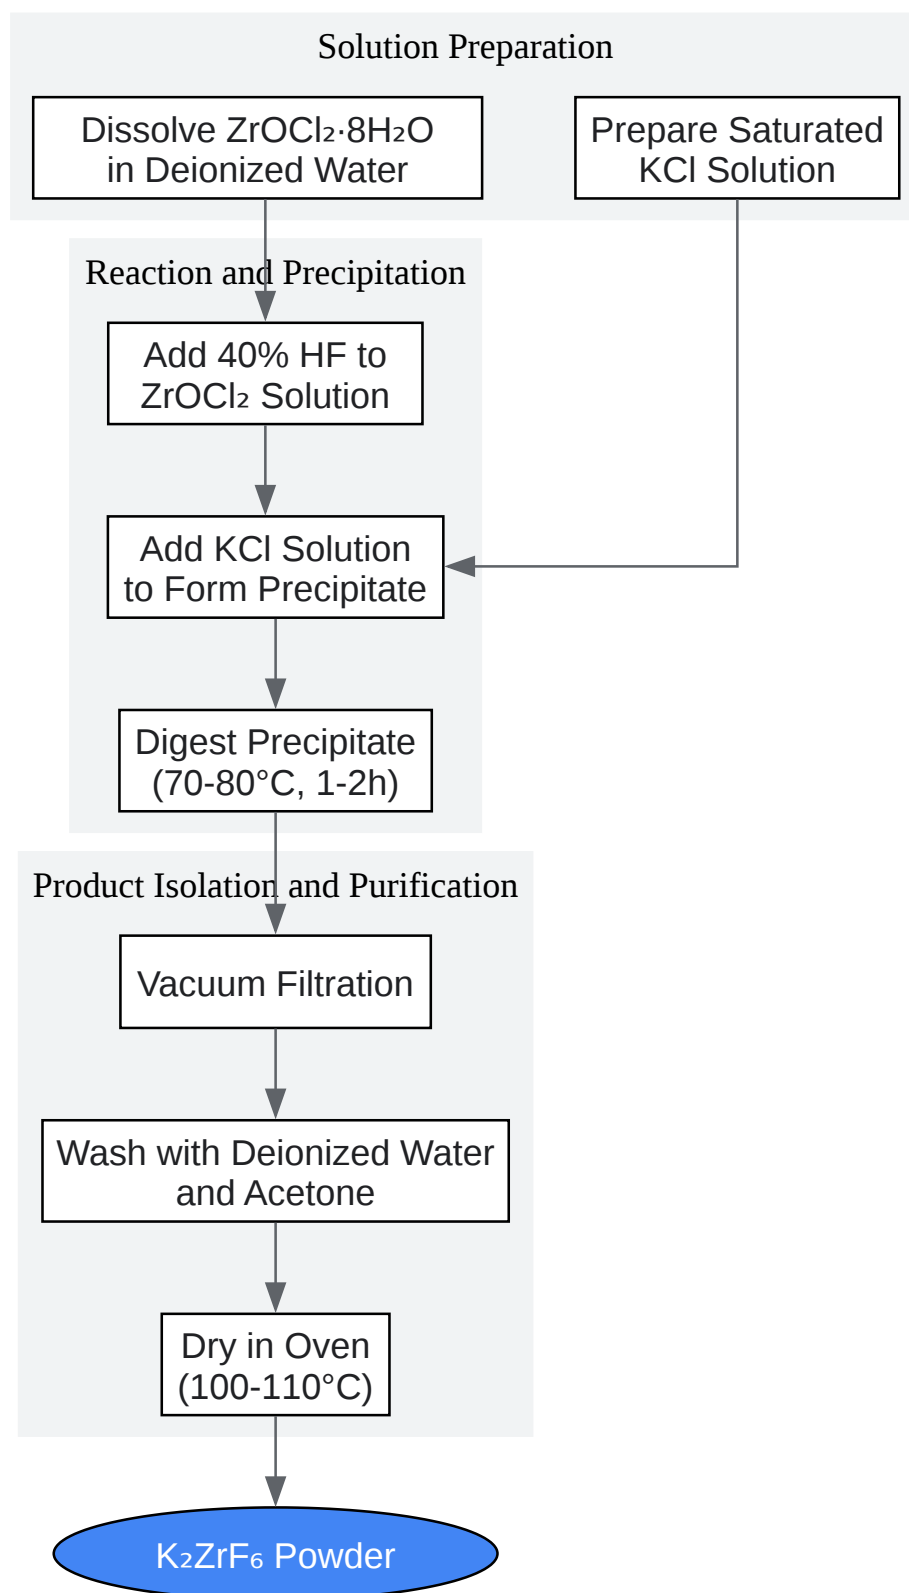 Solution Preparation
Dissolve ZrOCl₂·8H₂O
in Deionized Water
Prepare Saturated
KCl Solution
Reaction and Precipitation
Add 40% HF to
ZrOCl₂ Solution
Add KCl Solution
to Form Precipitate
Digest Precipitate
(70-80°C, 1-2h)
Product Isolation and Purification
Vacuum Filtration
Wash with Deionized Water
and Acetone
Dry in Oven
(100-110°C)
K₂ZrF₆ Powder